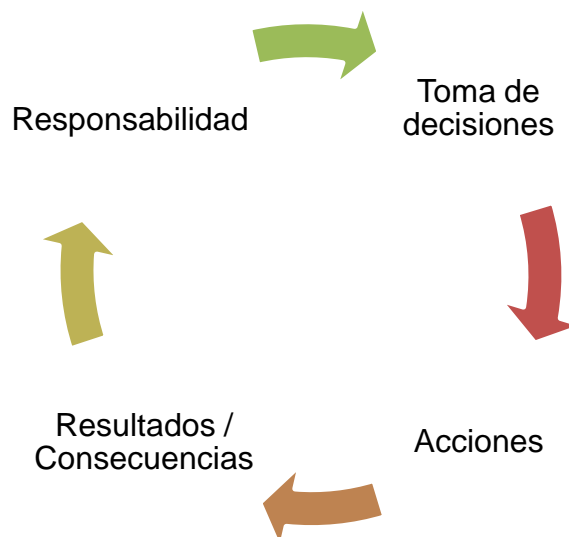 Responsabilidad
Toma de
decisiones
Resultados /
Consecuencias
Acciones